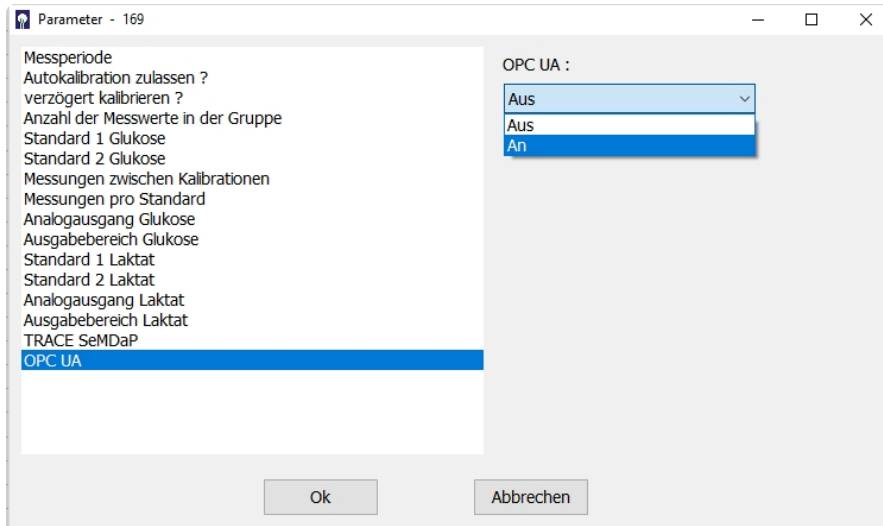 Parameter - 169
Messperiode
Autokalibration zulassen ?
verzögert kalibrieren ?
Anzahl der Messwerte in der Gruppe
Standard 1 Glukose
Standard 2 Glukose
Messungen zwischen Kalibrationen
Messungen pro Standard
Analogausgang Glukose
Ausgabebereich Glukose
Standard 1 Laktat
Standard 2 Laktat
Analogausgang Laktat
Ausgabebereich Laktat
TRACE SeMDaP
OPC UA
OPC UA :
Aus
Aus
An
Ok
Abbrechen